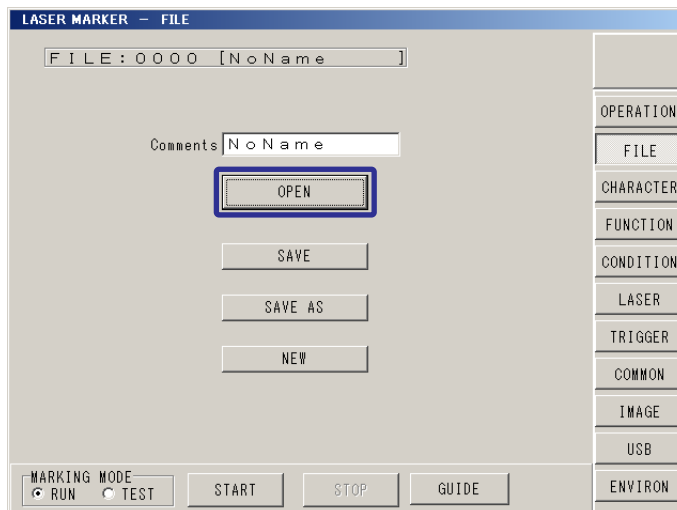 LASER MARKER － FILE
FILE:0000 [NoName ]
Comments NoName
OPEN
SAVE
SAVE AS
NEW
MARKING MODE
RUN TEST
START
STOP
GUIDE
OPERATION
FILE
CHARACTER
FUNCTION
CONDITION
LASER
TRIGGER
COMMON
IMAGE
USB
ENVIRON